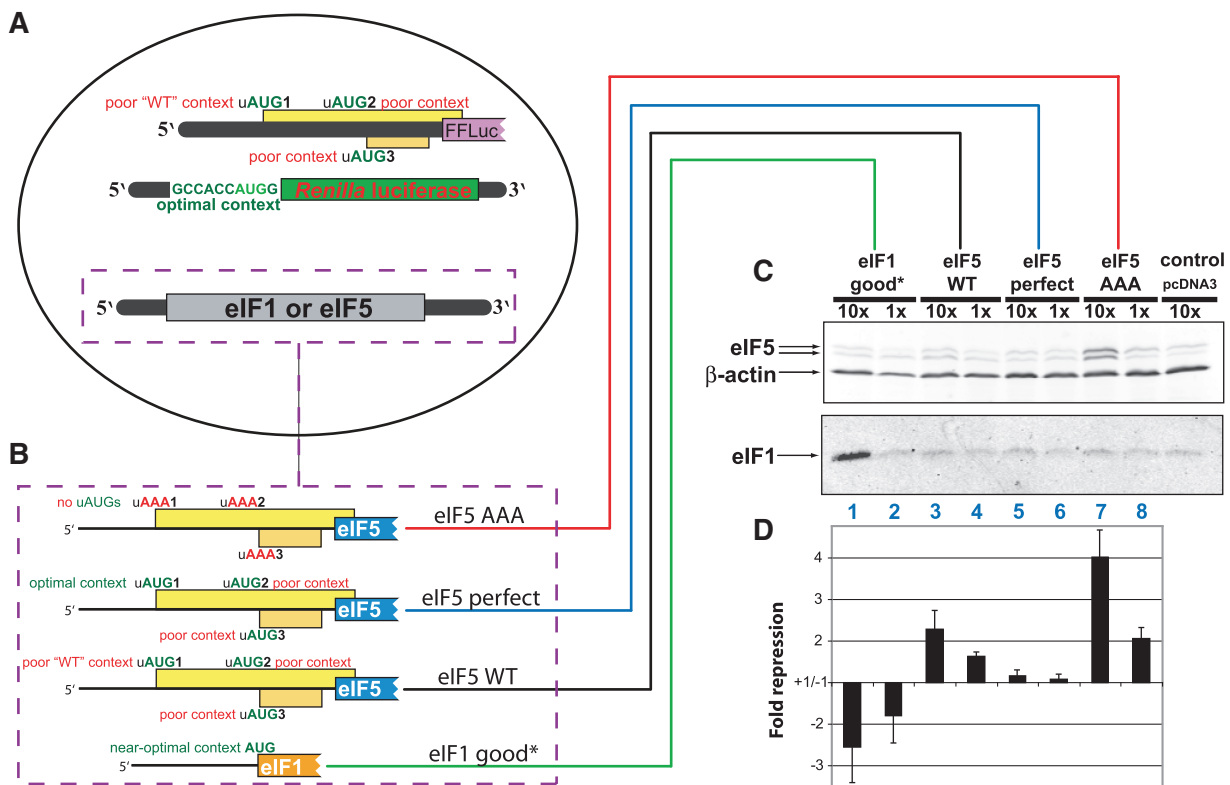 A
poor "WT" context uAUG1 uAUG2 poor context
5' FFLuc
poor context uAUG3
5' GCCACCAUGG Renilla luciferase 3'
optimal context
5' eIF1 or eIF5 3'
B
no uAUGs uAAA1 uAAA2
5' eIF5 eIF5 AAA
uAAA3
optimal context uAUG1 uAUG2 poor context
5' eIF5 eIF5 perfect
poor context uAUG3
poor "WT" context uAUG1 uAUG2 poor context
5' eIF5 eIF5 WT
poor context uAUG3
near-optimal context AUG
5' eIF1 eIF1 good*
C
eIF1 eIF5 eIF5 eIF5 control
good* WT perfect AAA pcDNA3
10x 1x 10x 1x 10x 1x 10x 1x 10x
eIF5
β-actin
eIF1
1 2 3 4 5 6 7 8
D
Fold repression
4
3
2
+1/-1
-2
-3